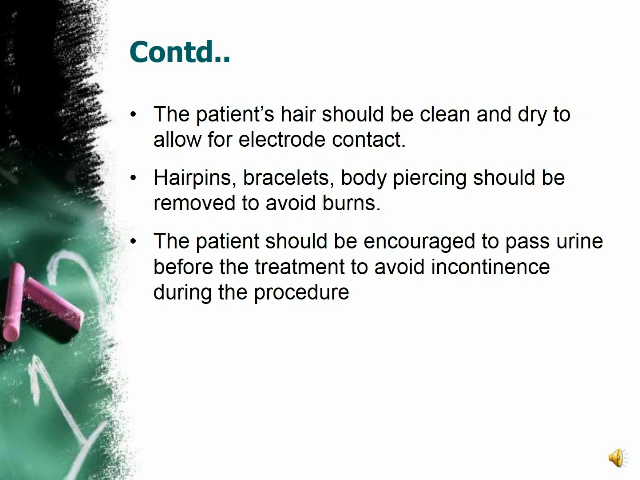 Contd..
• The patient’s hair should be clean and dry to
allow for electrode contact.
• Hairpins, bracelets, body piercing should be
removed to avoid burns.
• The patient should be encouraged to pass urine
before the treatment to avoid incontinence
during the procedure